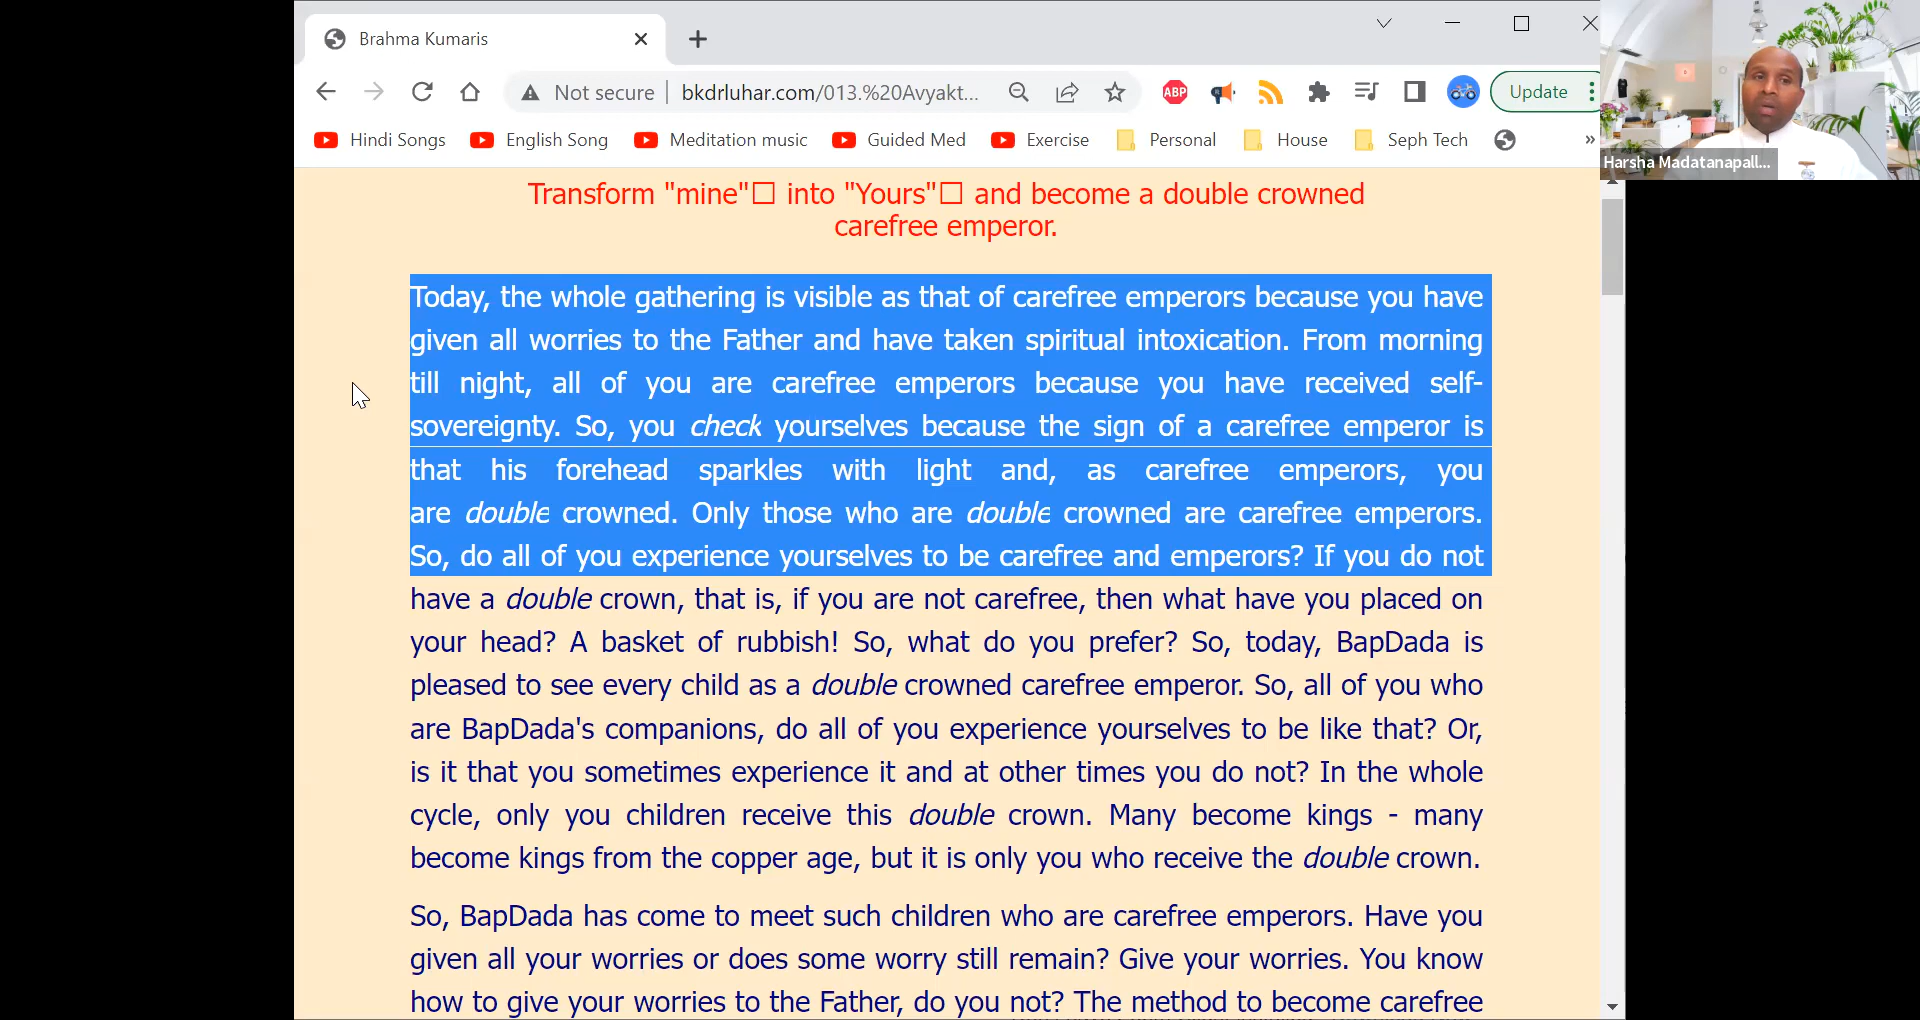 Brahma Kumaris
Not secure
bkdrluhar.com/013.%20Avyakt...
ABP
Update
Hindi Songs
English Song
Meditation music
Guided Med
Exercise
Personal
House
Seph Tech
»
Harsha Madatanapall...
Transform "mine"☐ into "Yours"☐ and become a double crowned
carefree emperor.
Today, the whole gathering is visible as that of carefree emperors because you have
given all worries to the Father and have taken spiritual intoxication. From morning
till night, all of you are carefree emperors because you have received self-
sovereignty. So, you check yourselves because the sign of a carefree emperor is
that his forehead sparkles with light and, as carefree emperors, you
are double crowned. Only those who are double crowned are carefree emperors.
So, do all of you experience yourselves to be carefree and emperors? If you do not
have a double crown, that is, if you are not carefree, then what have you placed on
your head? A basket of rubbish! So, what do you prefer? So, today, BapDada is
pleased to see every child as a double crowned carefree emperor. So, all of you who
are BapDada's companions, do all of you experience yourselves to be like that? Or,
is it that you sometimes experience it and at other times you do not? In the whole
cycle, only you children receive this double crown. Many become kings - many
become kings from the copper age, but it is only you who receive the double crown.
So, BapDada has come to meet such children who are carefree emperors. Have you
given all your worries or does some worry still remain? Give your worries. You know
how to give your worries to the Father, do you not? The method to become carefree